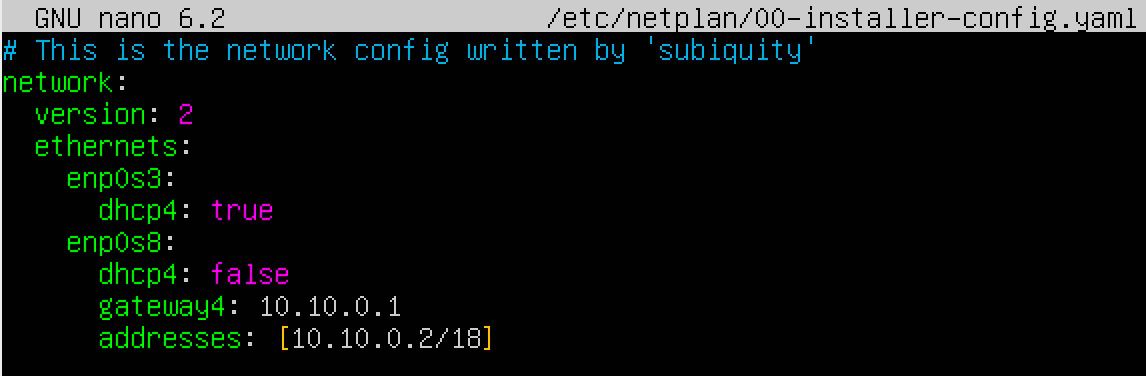 GNU nano 6.2 /etc/netplan/00-installer-config.yaml
# This is the network config written by 'subiquity'
network:
  version: 2
  ethernets:
    enp0s3:
      dhcp4: true
    enp0s8:
      dhcp4: false
      gateway4: 10.10.0.1
      addresses: [10.10.0.2/18]